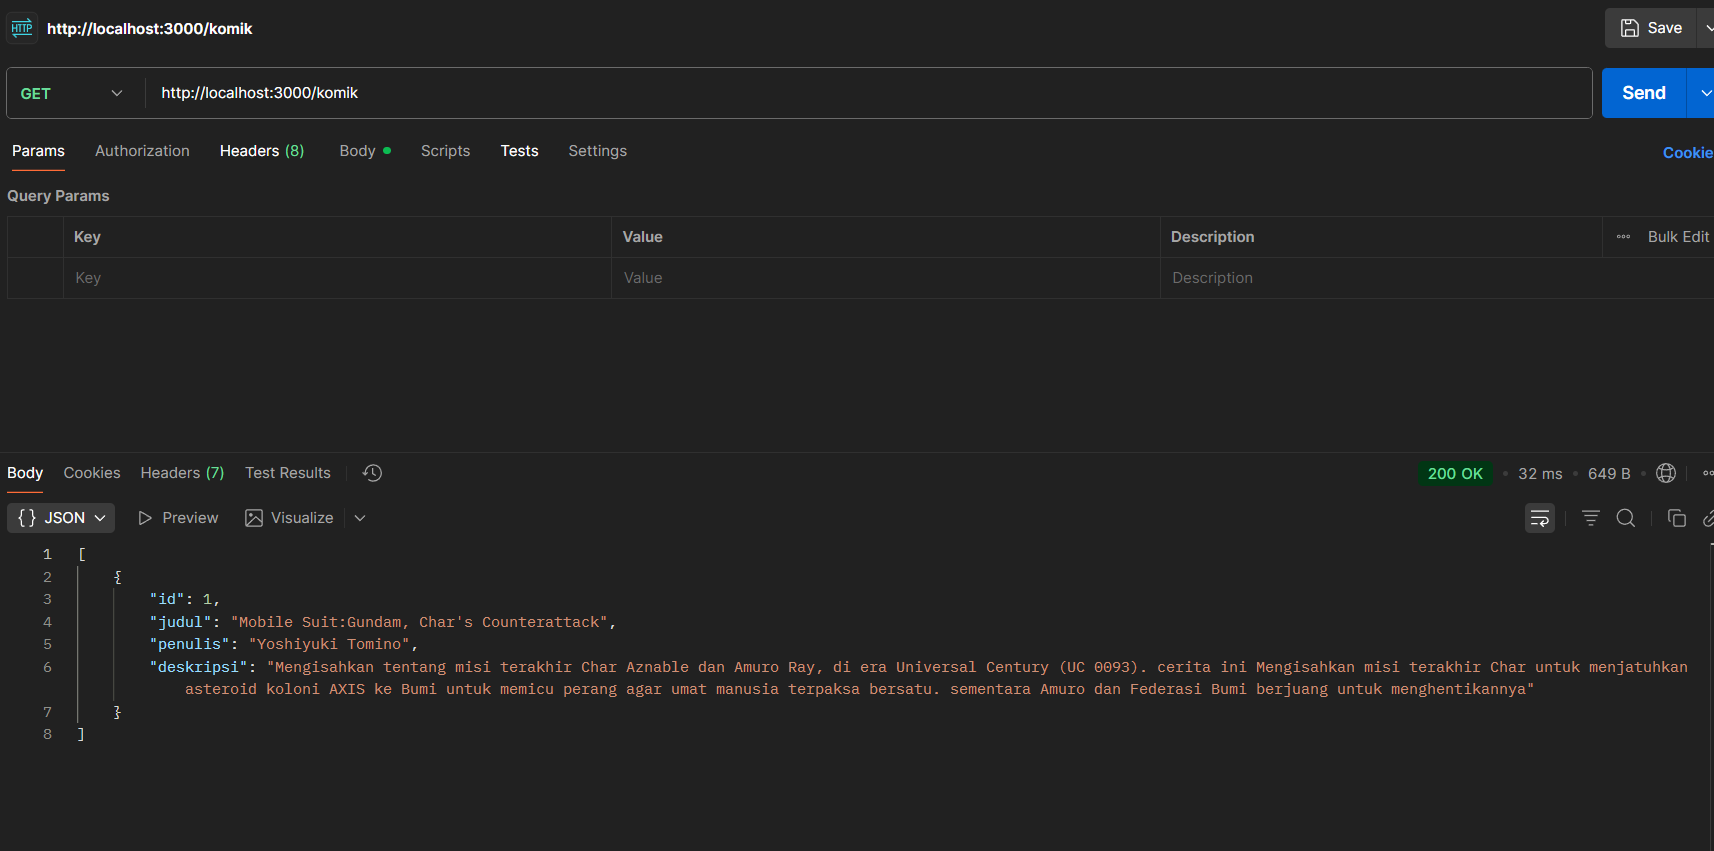 HTTP http://localhost:3000/komik Save
GET http://localhost:3000/komik Send
Params Authorization Headers (8) Body Scripts Tests Settings Cookie
Query Params
Key Value Description Bulk Edit
Key Value Description
Body Cookies Headers (7) Test Results 200 OK 32 ms 649 B
{} JSON Preview Visualize
1 [
2 {
3 "id": 1,
4 "judul": "Mobile Suit:Gundam, Char's Counterattack",
5 "penulis": "Yoshiyuki Tomino",
6 "deskripsi": "Mengisahkan tentang misi terakhir Char Aznable dan Amuro Ray, di era Universal Century (UC 0093). cerita ini Mengisahkan misi terakhir Char untuk menjatuhkan
asteroid koloni AXIS ke Bumi untuk memicu perang agar umat manusia terpaksa bersatu. sementara Amuro dan Federasi Bumi berjuang untuk menghentikannya"
7 }
8 ]